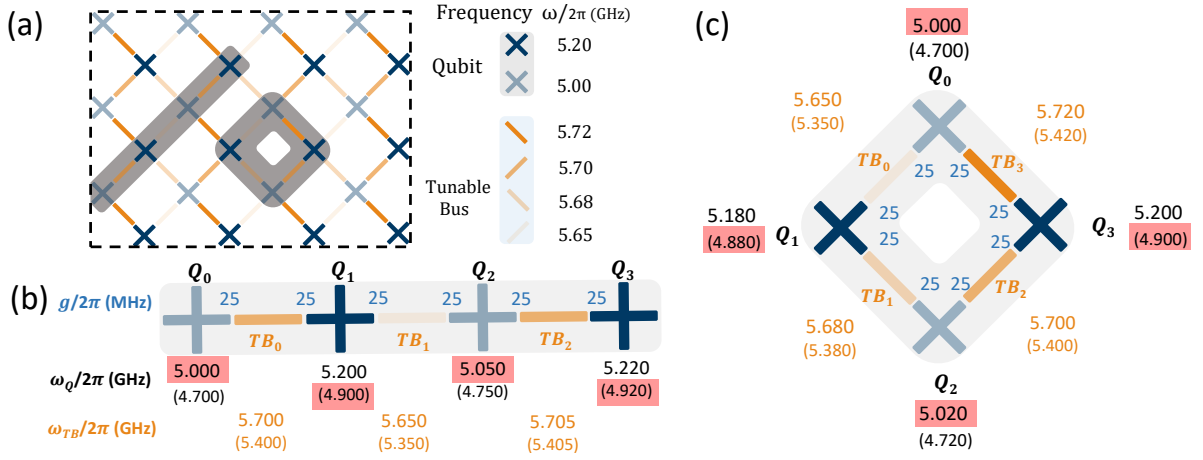 (a)
Frequency ω/2π (GHz)
Qubit
5.20
5.00
Tunable
Bus
5.72
5.70
5.68
5.65
(b)
g/2π (MHz)
Q0 Q1 Q2 Q3
25 25 25 25 25 25
TB0 TB1 TB2
ωQ/2π (GHz)
5.000 5.200 5.050 5.220
(4.700) (4.900) (4.750) (4.920)
ωTB/2π (GHz)
5.700 5.650 5.705
(5.400) (5.350) (5.405)
(c)
5.000
(4.700)
Q0
5.650
(5.350)
5.720
(5.420)
TB0 TB3
25 25
5.180
(4.880)
Q1
25 25
25 25
5.200
(4.900)
Q3
25 25
TB1 TB2
5.680
(5.380)
5.700
(5.400)
Q2
5.020
(4.720)